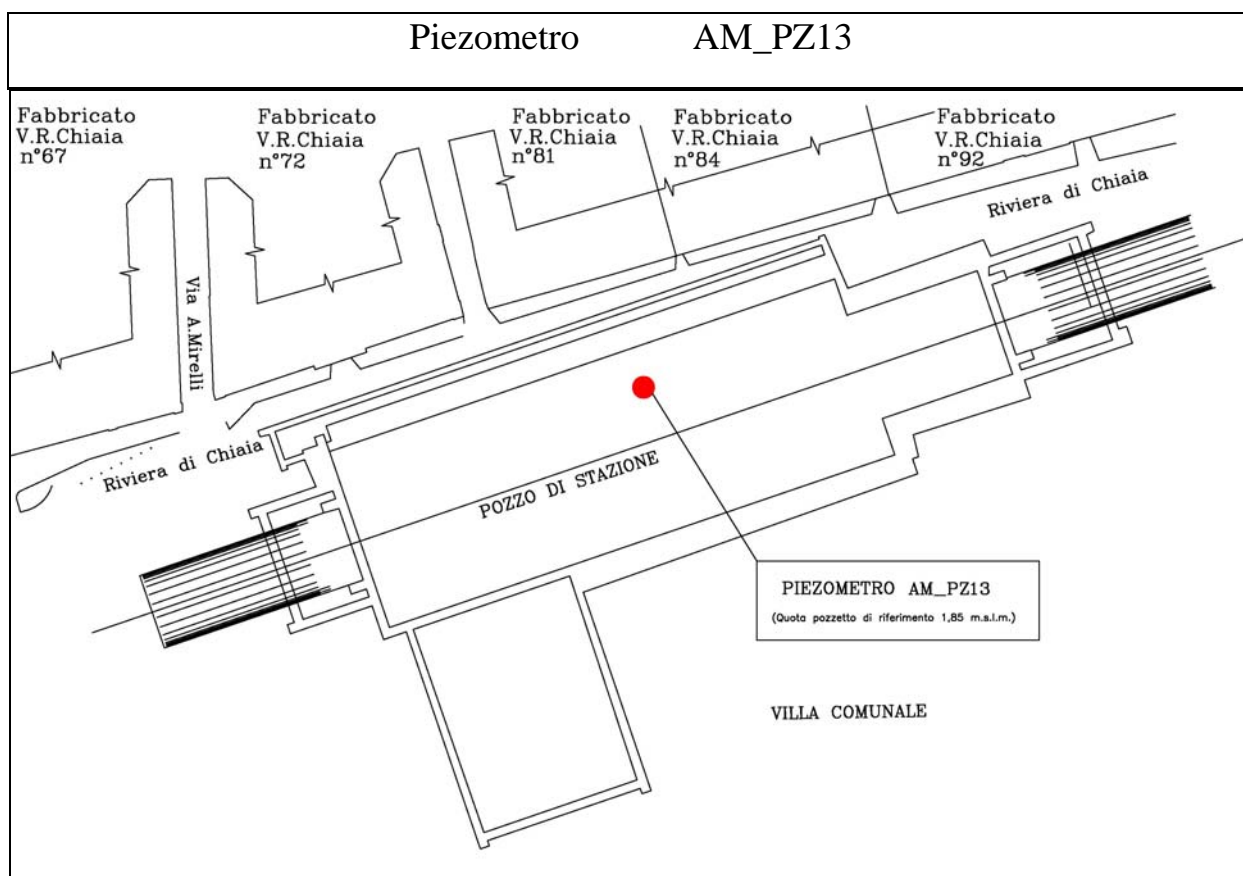 Piezometro AM_PZ13
Fabbricato
V.R.Chiaia
n°67
Fabbricato
V.R.Chiaia
n°72
Fabbricato
V.R.Chiaia
n°81
Fabbricato
V.R.Chiaia
n°84
Fabbricato
V.R.Chiaia
n°92
Riviera di Chiaia
Via A.Mirelli
Riviera di Chiaia
POZZO DI STAZIONE
PIEZOMETRO AM_PZ13
(Quota pozzetto di riferimento 1,85 m.s.l.m.)
VILLA COMUNALE